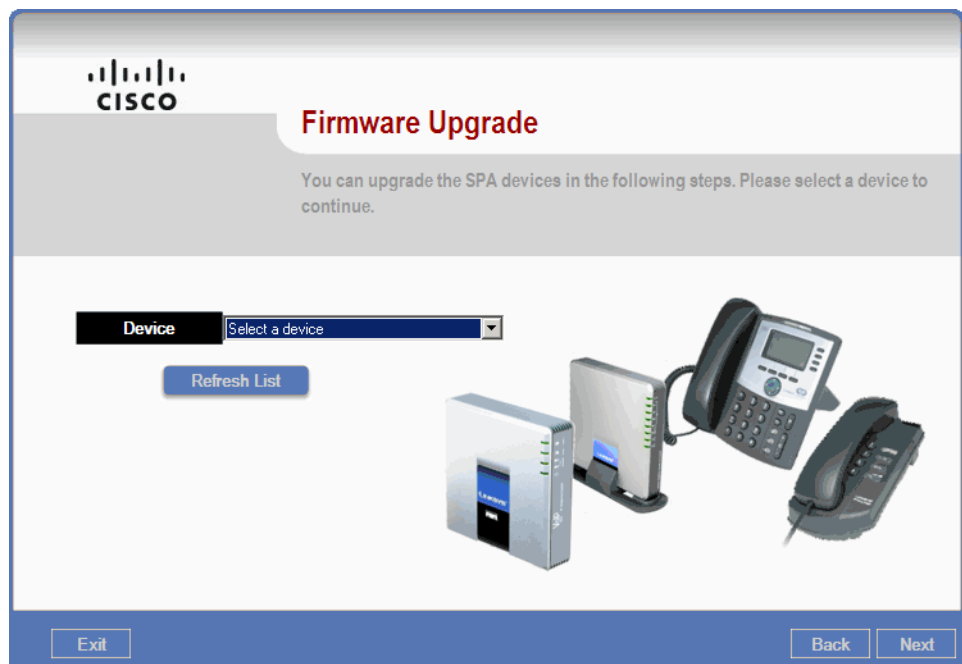 CISCO
Firmware Upgrade
You can upgrade the SPA devices in the following steps. Please select a device to
continue.
Device
Select a device
Refresh List
LINKSYS
Exit
Back
Next